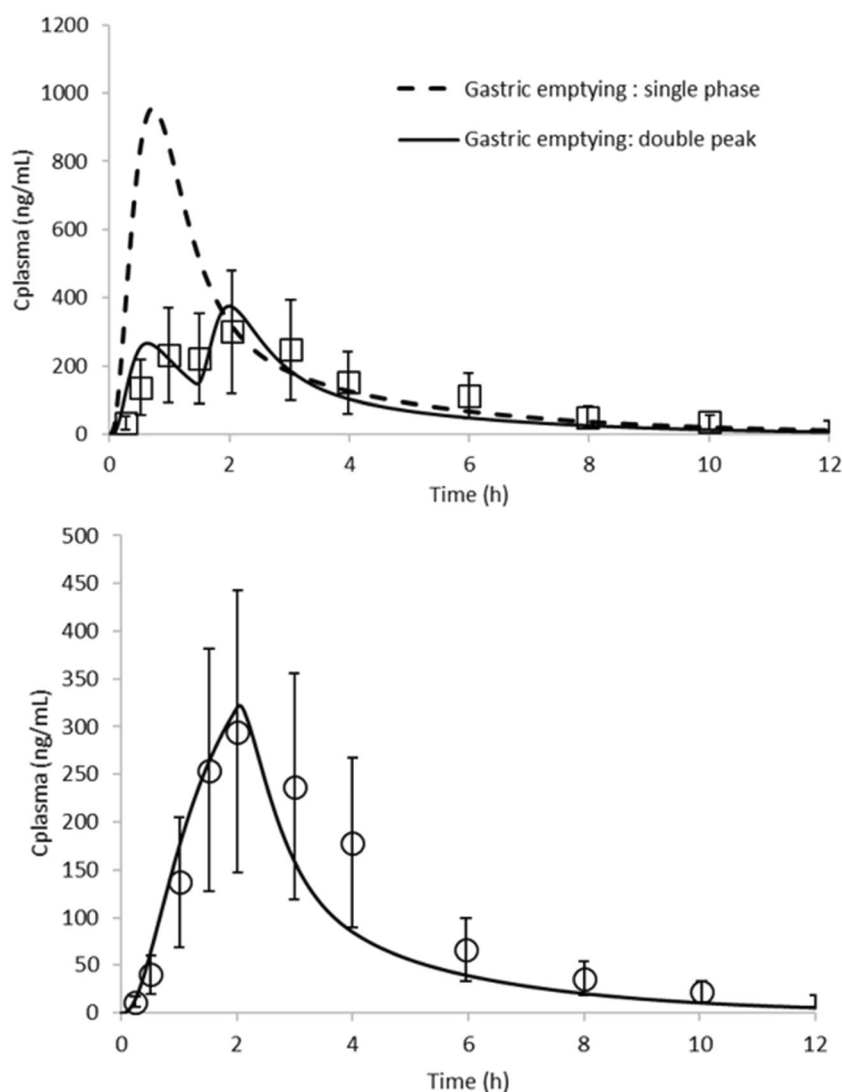 1200
1000
800
600
400
200
0
Cplasma (ng/mL)
Gastric emptying : single phase
Gastric emptying: double peak
0 2 4 6 8 10 12
Time (h)
500
450
400
350
300
250
200
150
100
50
0
Cplasma (ng/mL)
0 2 4 6 8 10 12
Time (h)